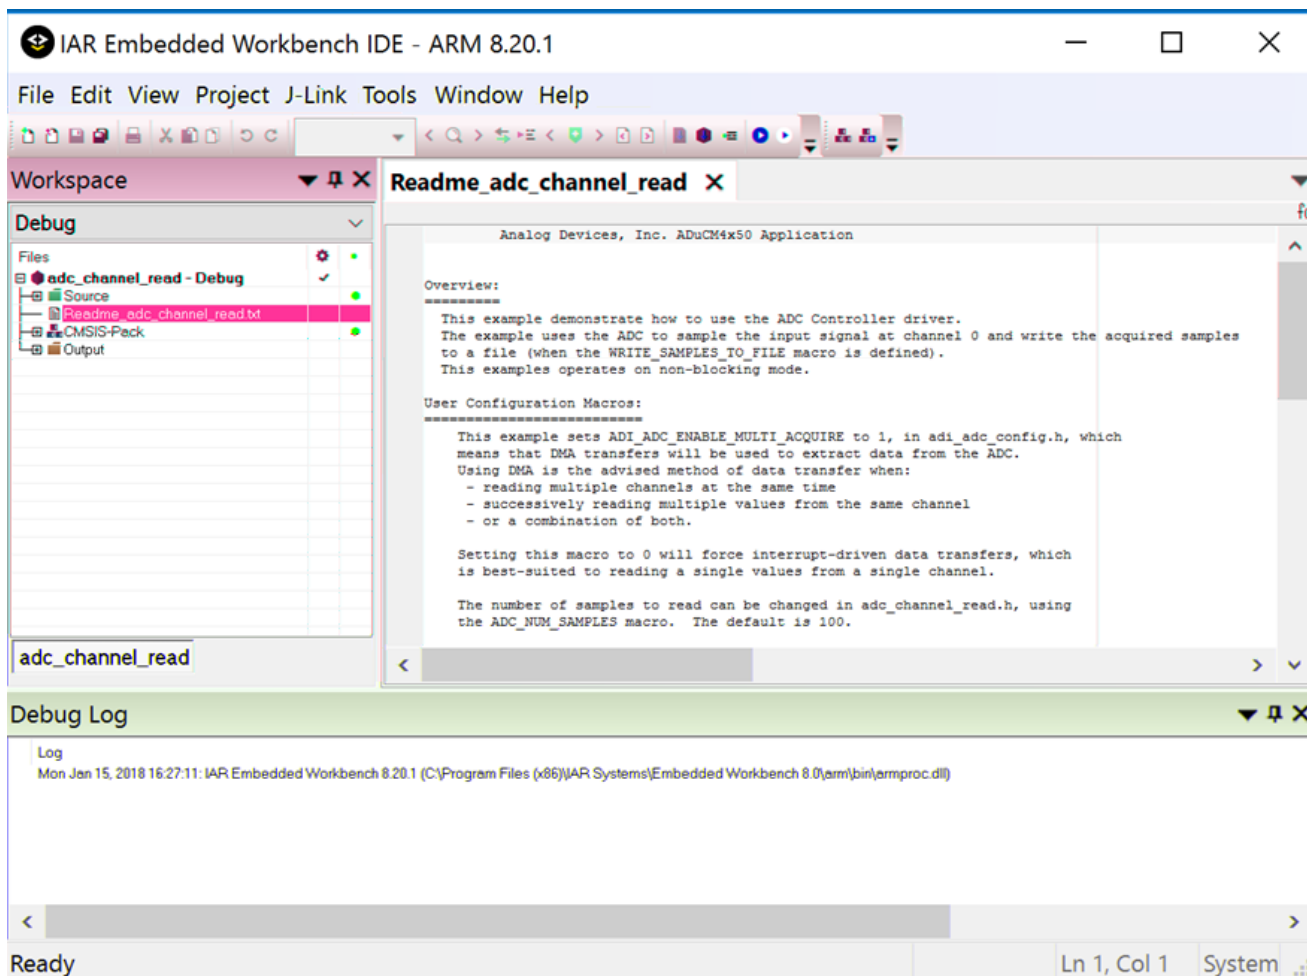 IAR Embedded Workbench IDE - ARM 8.20.1
File Edit View Project J-Link Tools Window Help
Workspace
Debug
Files
adc_channel_read - Debug
Source
Readme_adc_channel_read.txt
CMSIS-Pack
Output
adc_channel_read
Readme_adc_channel_read
Analog Devices, Inc. ADuCM4x50 Application
Overview:
=========
This example demonstrate how to use the ADC Controller driver.
The example uses the ADC to sample the input signal at channel 0 and write the acquired samples
to a file (when the WRITE_SAMPLES_TO_FILE macro is defined).
This examples operates on non-blocking mode.
User Configuration Macros:
==========================
This example sets ADI_ADC_ENABLE_MULTI_ACQUIRE to 1, in adi_adc_config.h, which
means that DMA transfers will be used to extract data from the ADC.
Using DMA is the advised method of data transfer when:
- reading multiple channels at the same time
- successively reading multiple values from the same channel
- or a combination of both.
Setting this macro to 0 will force interrupt-driven data transfers, which
is best-suited to reading a single values from a single channel.
The number of samples to read can be changed in adc_channel_read.h, using
the ADC_NUM_SAMPLES macro.  The default is 100.
Debug Log
Log
Mon Jan 15, 2018 16:27:11: IAR Embedded Workbench 8.20.1 (C:\Program Files (x86)\IAR Systems\Embedded Workbench 8.0\arm\bin\armproc.dll)
Ready
Ln 1, Col 1
System